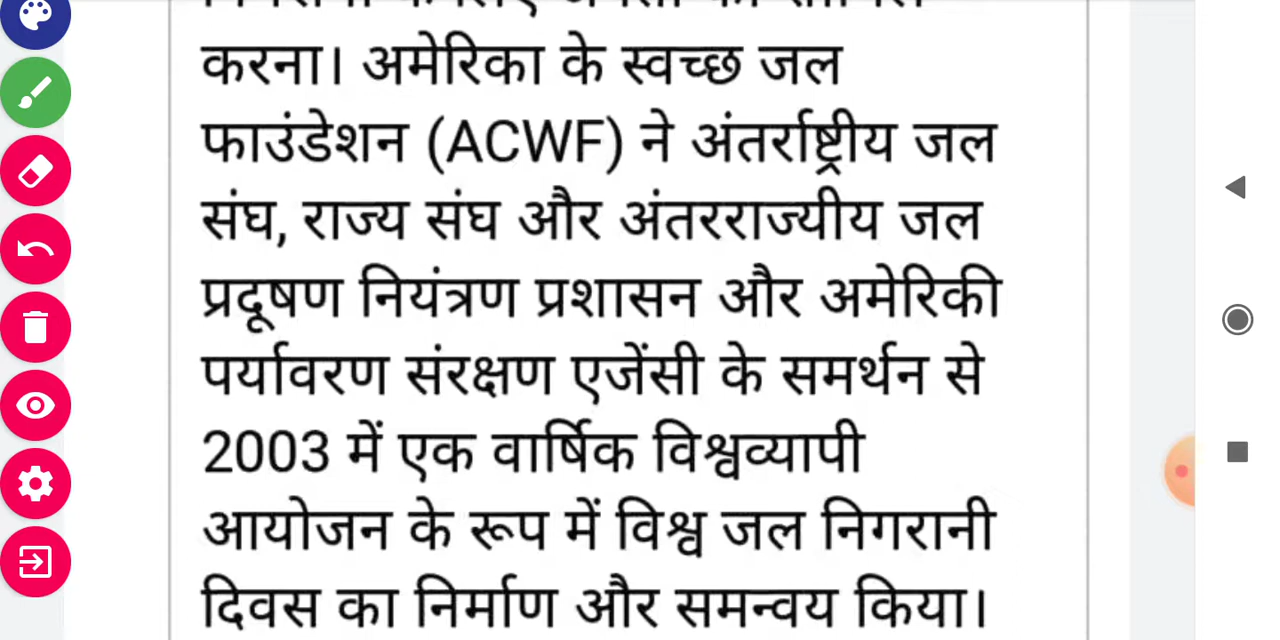 करना। अमेरिका के स्वच्छ जल
फाउंडेशन (ACWF) ने अंतर्राष्ट्रीय जल
संघ, राज्य संघ और अंतरराज्यीय जल
प्रदूषण नियंत्रण प्रशासन और अमेरिकी
पर्यावरण संरक्षण एजेंसी के समर्थन से
2003 में एक वार्षिक विश्वव्यापी
आयोजन के रूप में विश्व जल निगरानी
दिवस का निर्माण और समन्वय किया।